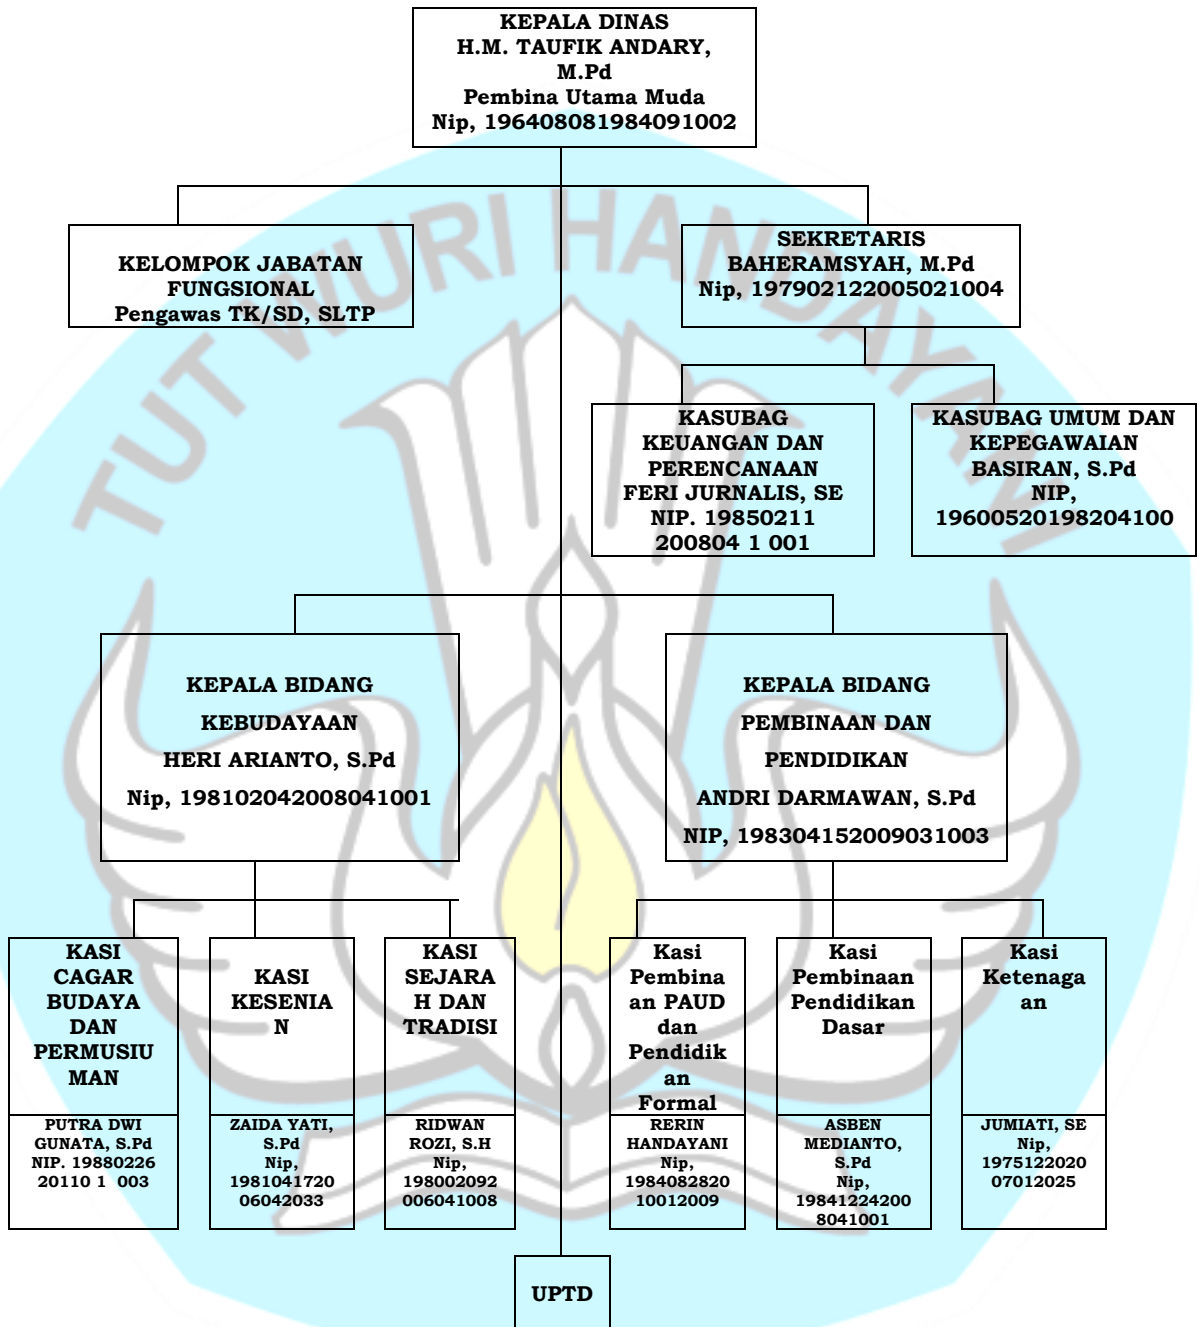 KEPALA DINAS
H.M. TAUFIK ANDARY,
M.Pd
Pembina Utama Muda
Nip, 196408081984091002
TUT WURI HANDAYANI
KELOMPOK JABATAN
FUNGSIONAL
Pengawas TK/SD, SLTP
SEKRETARIS
BAHERAMSYAH, M.Pd
Nip, 197902122005021004
KASUBAG
KEUANGAN DAN
PERENCANAAN
FERI JURNALIS, SE
NIP. 19850211
200804 1 001
KASUBAG UMUM DAN
KEPEGAWAIAN
BASIRAN, S.Pd
NIP,
19600520198204100
KEPALA BIDANG
KEBUDAYAAN
HERI ARIANTO, S.Pd
Nip, 198102042008041001
KEPALA BIDANG
PEMBINAAN DAN
PENDIDIKAN
ANDRI DARMAWAN, S.Pd
NIP, 198304152009031003
KASI
CAGAR
BUDAYA
DAN
PERMUSIU
MAN
PUTRA DWI
GUNATA, S.Pd
NIP. 19880226
20110 1 003
KASI
KESENIA
N
ZAIDA YATI,
S.Pd
Nip,
1981041720
06042033
KASI
SEJARA
H DAN
TRADISI
RIDWAN
ROZI, S.H
Nip,
198002092
006041008
Kasi
Pembina
an PAUD
dan
Pendidik
an
Formal
RERIN
HANDAYANI
Nip,
1984082820
10012009
Kasi
Pembinaan
Pendidikan
Dasar
ASBEN
MEDIANTO,
S.Pd
Nip,
19841224200
8041001
Kasi
Ketenaga
an
JUMIATI, SE
Nip,
1975122020
07012025
UPTD